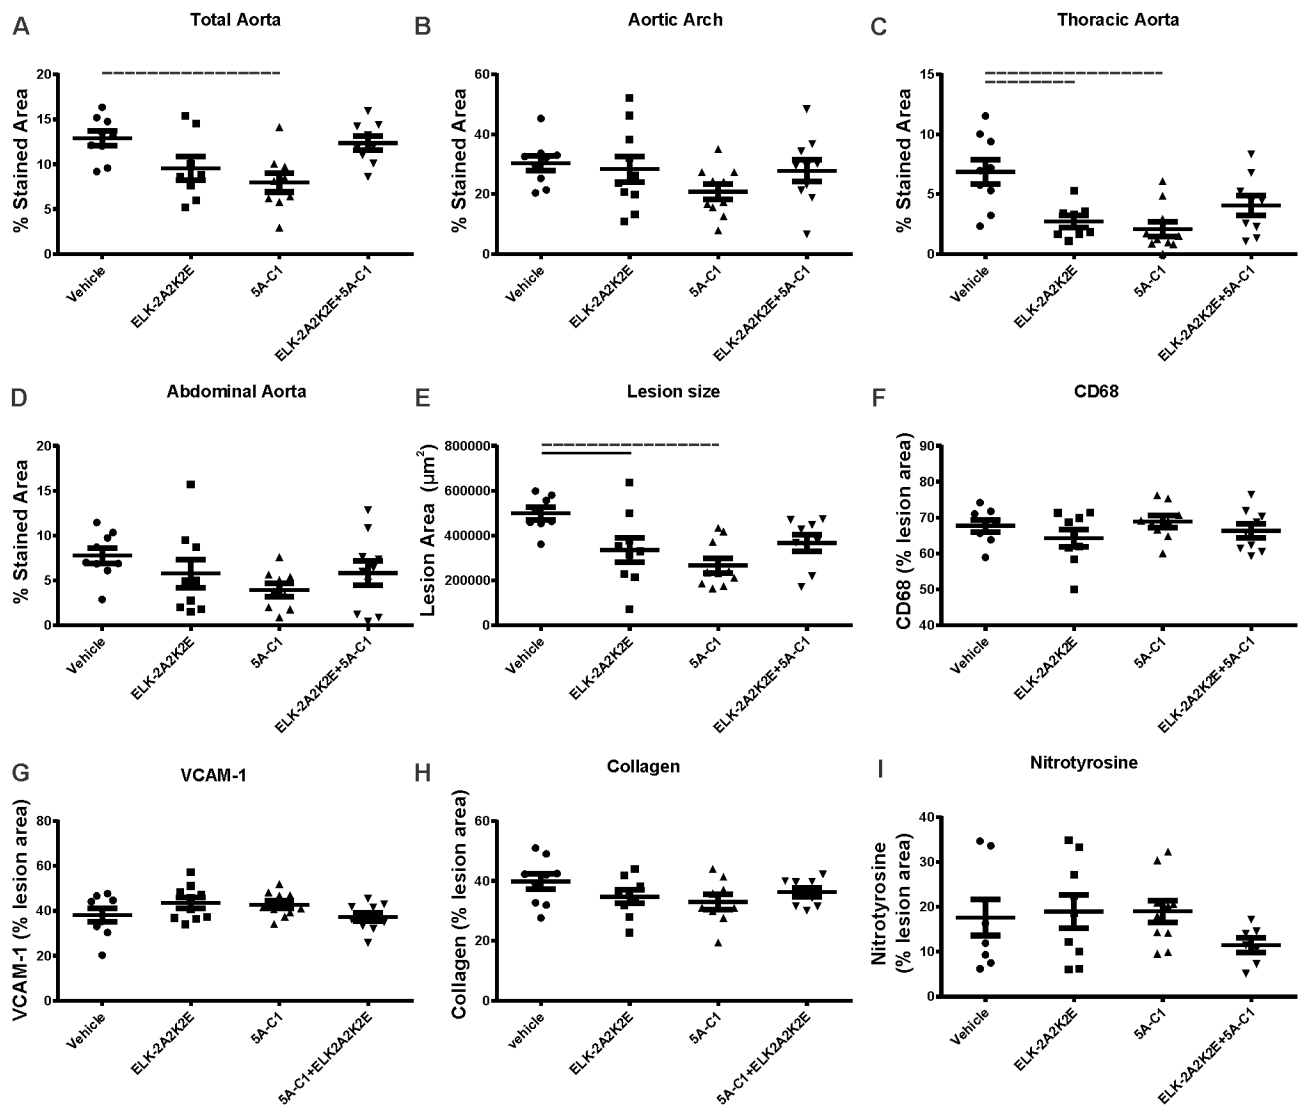 A
Total Aorta
% Stained Area
20
15
10
5
0
Vehicle
ELK-2A2K2E
5A-C1
ELK-2A2K2E+5A-C1
B
Aortic Arch
% Stained Area
60
40
20
0
Vehicle
ELK-2A2K2E
5A-C1
ELK-2A2K2E+5A-C1
C
Thoracic Aorta
% Stained Area
15
10
5
0
Vehicle
ELK-2A2K2E
5A-C1
ELK-2A2K2E+5A-C1
D
Abdominal Aorta
% Stained Area
20
15
10
5
0
Vehicle
ELK-2A2K2E
5A-C1
ELK-2A2K2E+5A-C1
E
Lesion size
Lesion Area (µm²)
800000
600000
400000
200000
0
Vehicle
ELK-2A2K2E
5A-C1
ELK-2A2K2E+5A-C1
F
CD68
CD68 (% lesion area)
90
80
70
60
50
40
Vehicle
ELK-2A2K2E
5A-C1
ELK-2A2K2E+5A-C1
G
VCAM-1
VCAM-1 (% lesion area)
80
60
40
20
0
Vehicle
ELK-2A2K2E
5A-C1
5A-C1+ELK2A2K2E
H
Collagen
Collagen (% lesion area)
60
40
20
0
vehicle
ELK-2A2K2E
5A-C1
5A-C1+ELK2A2K2E
I
Nitrotyrosine
Nitrotyrosine
(% lesion area)
40
30
20
10
0
Vehicle
ELK-2A2K2E
5A-C1
ELK-2A2K2E+5A-C1